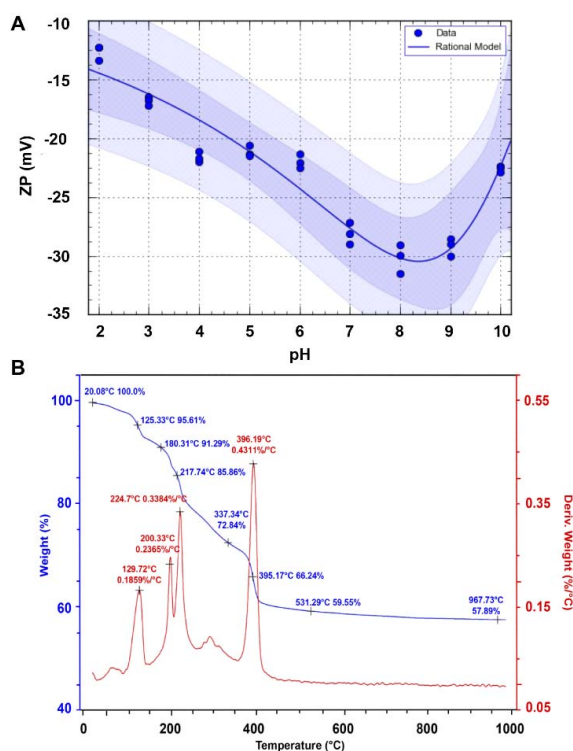 A
-10
-15
-20
-25
-30
-35
ZP (mV)
Data
Rational Model
2 3 4 5 6 7 8 9 10
pH
B
100
80
60
40
Weight (%)
20.08°C 100.0%
125.33°C 95.61%
180.31°C 91.29%
217.74°C 85.86%
396.19°C
0.4311%/°C
224.7°C 0.3384%/°C
200.33°C
0.2365%/°C
129.72°C
0.1859%/°C
337.34°C
72.84%
395.17°C 66.24%
531.29°C 59.55%
967.73°C
57.89%
0.55
0.45
0.35
0.25
0.15
0.05
Deriv. Weight (%/°C)
0 200 400 600 800 1000
Temperature (°C)